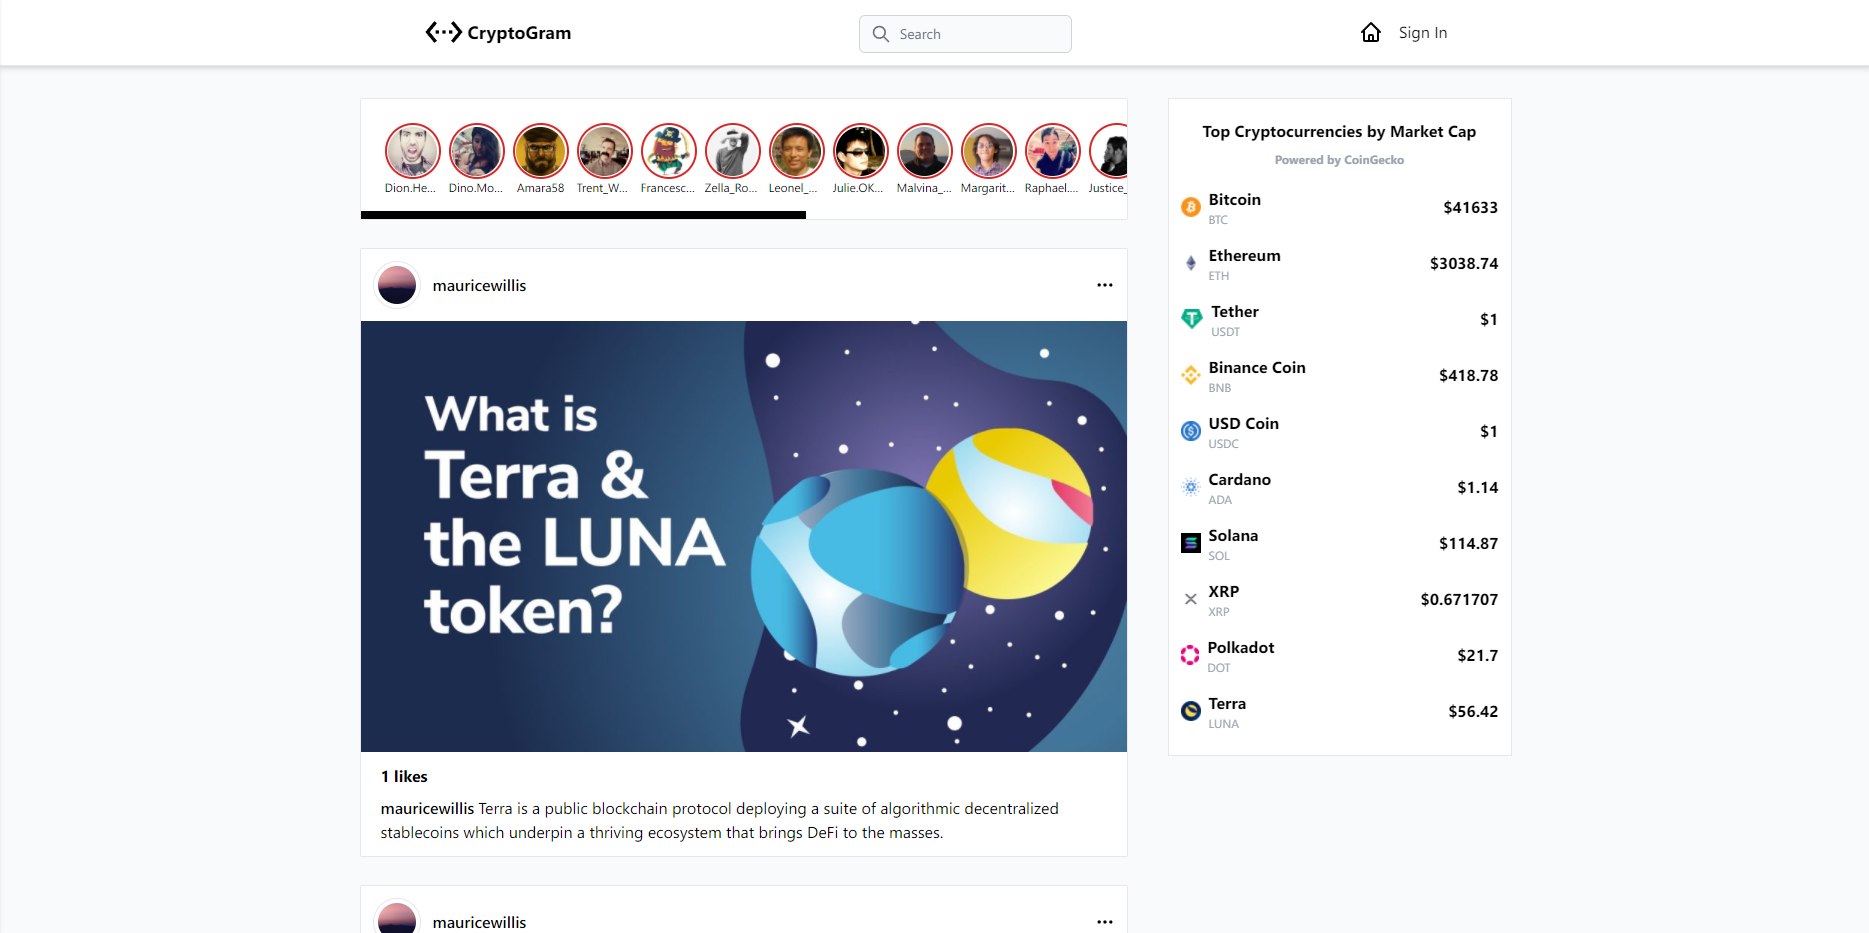 CryptoGram
Search
Sign In
Dion.He...
Dino.Mo...
Amara58
Trent_W...
Francesc...
Zella_Ro...
Leonel_...
Julie.OK...
Malvina_...
Margarit...
Raphael....
Justice_
mauricewillis
What is
Terra &
the LUNA
token?
1 likes
mauricewillis Terra is a public blockchain protocol deploying a suite of algorithmic decentralized
stablecoins which underpin a thriving ecosystem that brings DeFi to the masses.
mauricewillis
Top Cryptocurrencies by Market Cap
Powered by CoinGecko
Bitcoin
BTC
$41633
Ethereum
ETH
$3038.74
Tether
USDT
$1
Binance Coin
BNB
$418.78
USD Coin
USDC
$1
Cardano
ADA
$1.14
Solana
SOL
$114.87
XRP
XRP
$0.671707
Polkadot
DOT
$21.7
Terra
LUNA
$56.42